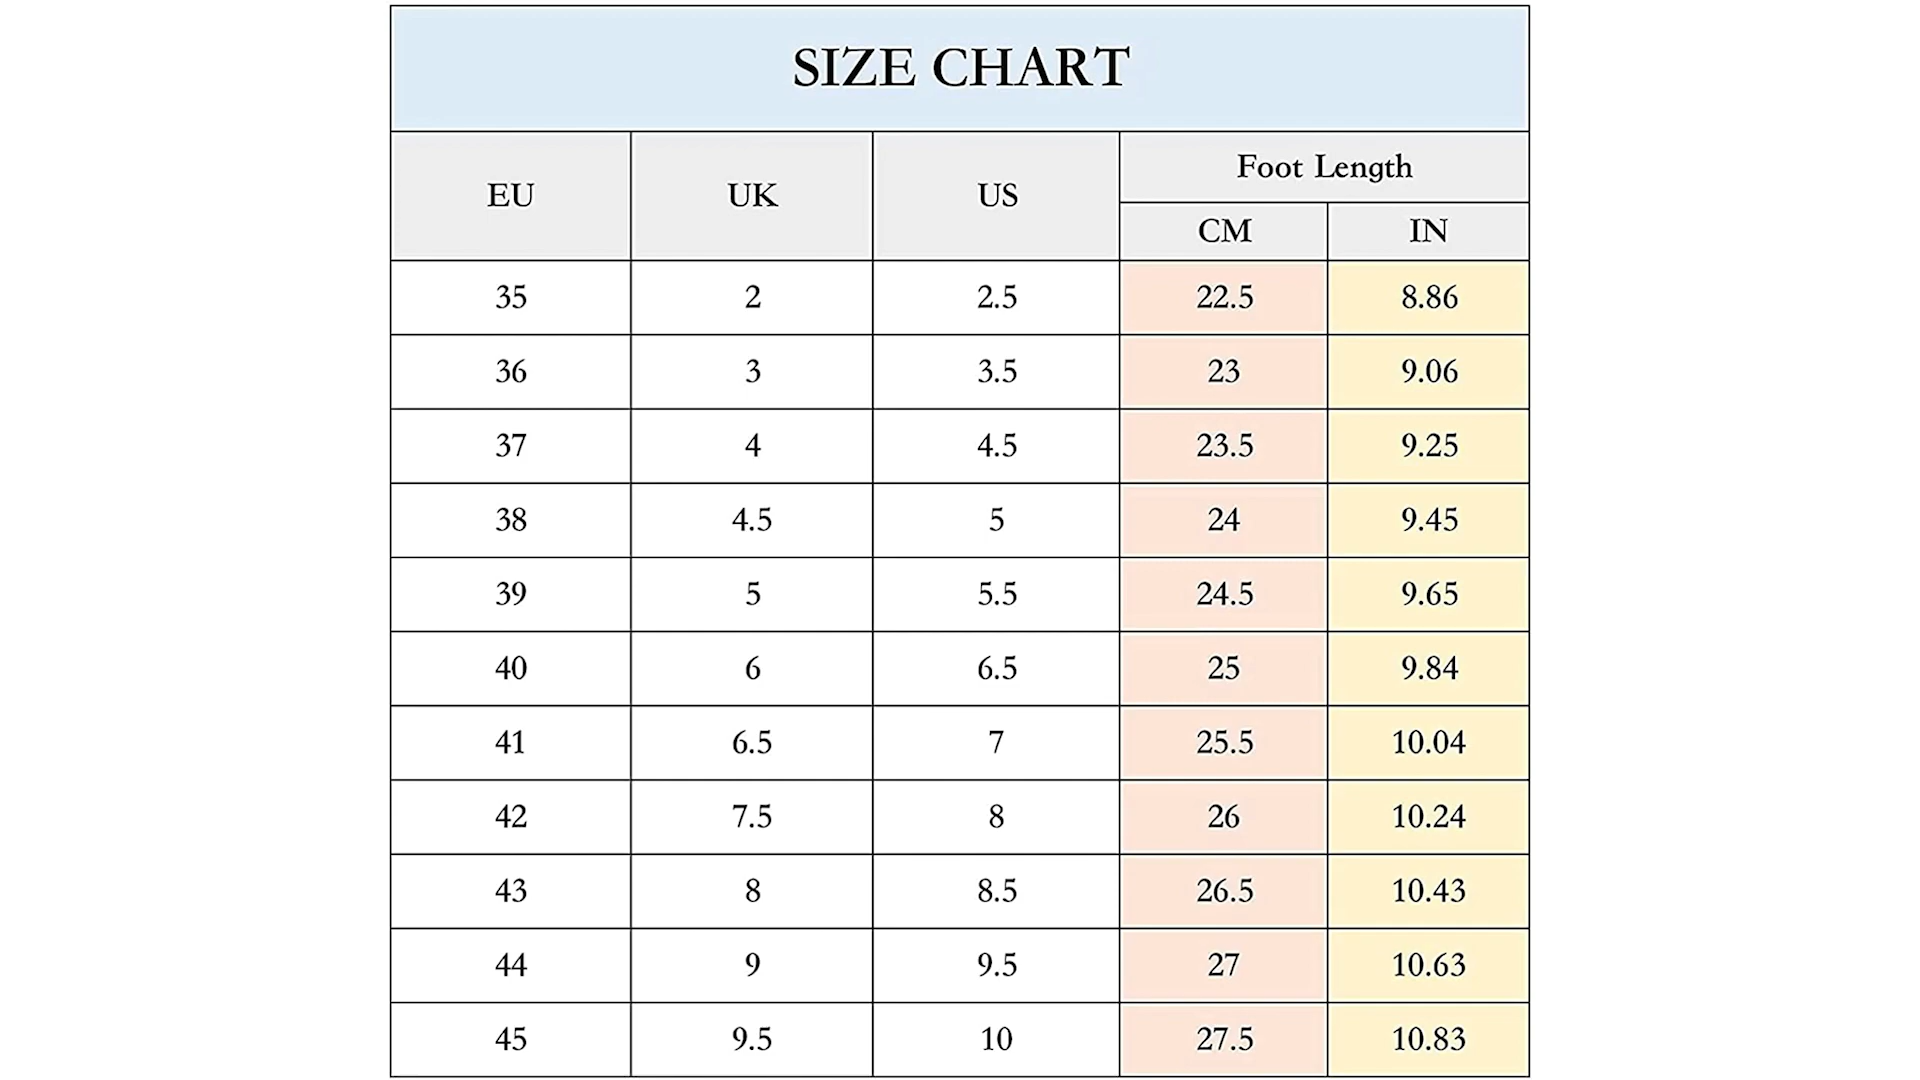 SIZE CHART
EU UK US Foot Length
CM IN
35 2 2.5 22.5 8.86
36 3 3.5 23 9.06
37 4 4.5 23.5 9.25
38 4.5 5 24 9.45
39 5 5.5 24.5 9.65
40 6 6.5 25 9.84
41 6.5 7 25.5 10.04
42 7.5 8 26 10.24
43 8 8.5 26.5 10.43
44 9 9.5 27 10.63
45 9.5 10 27.5 10.83